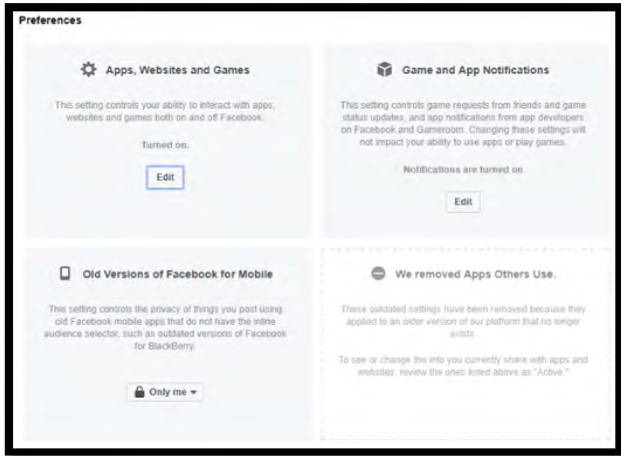 Preferences
Apps, Websites and Games
This setting controls your ability to interact with apps,
websites and games both on and off Facebook.
Turned on.
Edit
Game and App Notifications
This setting controls game requests from friends and game
status updates, and app notifications from app developers
on Facebook and Gameroom. Changing these settings will
not impact your ability to use apps or play games.
Notifications are turned on
Edit
Old Versions of Facebook for Mobile
This setting controls the privacy of things you post using
old Facebook mobile apps that do not have the inline
audience selector, such as outdated versions of Facebook
for BlackBerry.
Only me
We removed Apps Others Use.
These outdated settings have been removed because they
applied to an older version of our platform that no longer
exists.
To see or change the info you currently share with apps and
websites, review the ones listed above as "Active."